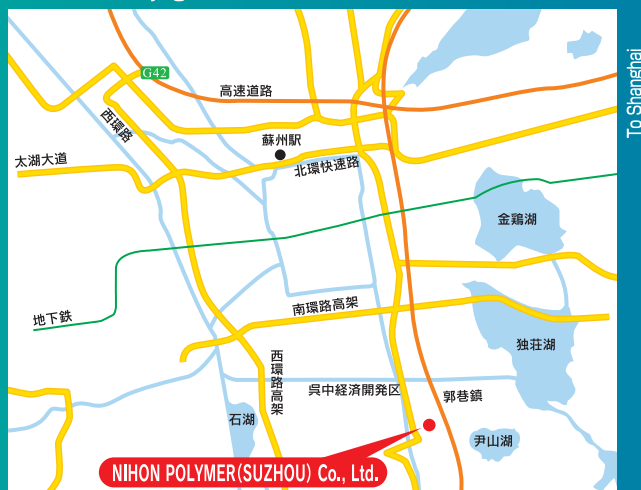 G42
高速道路
西環路
蘇州駅
太湖大道
北環快速路
金鶏湖
地下鉄
南環路高架
独荘湖
西環路高架
呉中経済開発区
郭巷鎮
石湖
尹山湖
NIHON POLYMER(SUZHOU) Co., Ltd.
To Shanghai